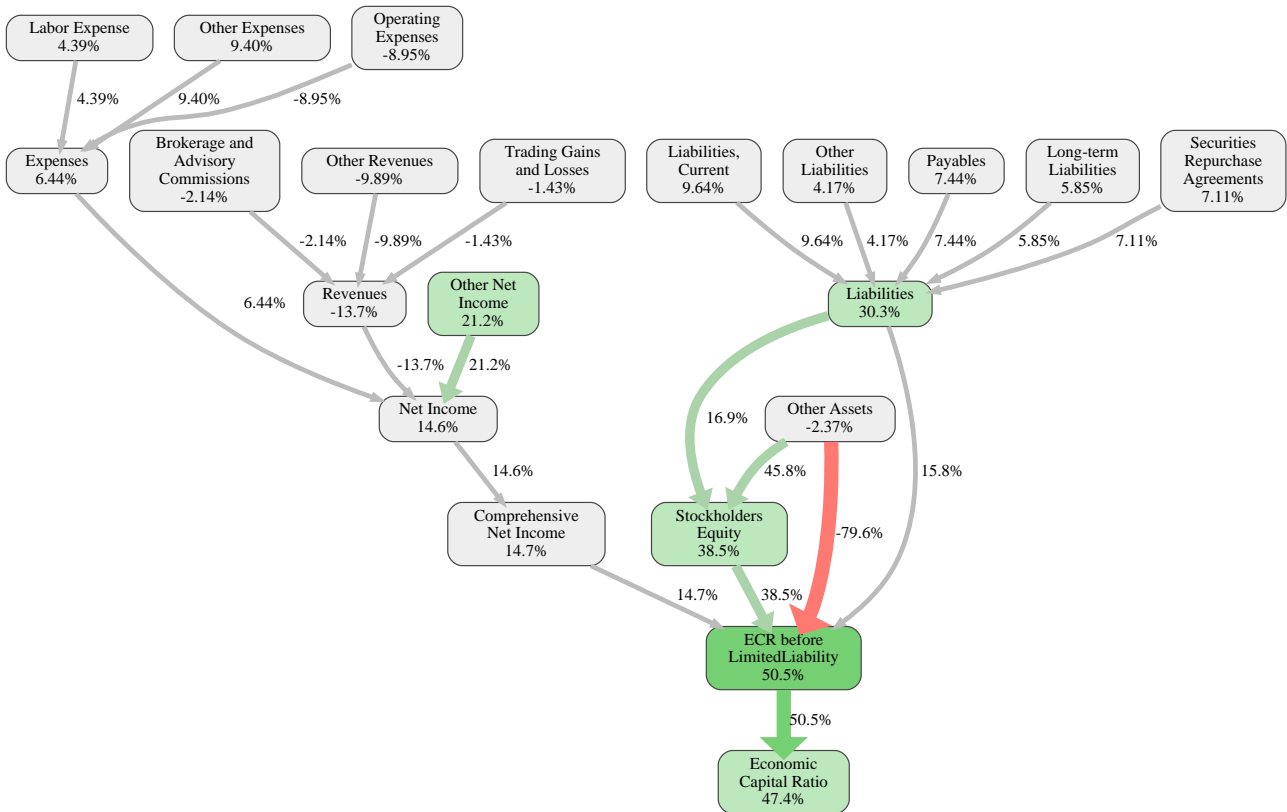 Labor Expense
4.39%
Other Expenses
9.40%
Operating
Expenses
-8.95%
4.39%
9.40%
-8.95%
Expenses
6.44%
Brokerage and
Advisory
Commissions
-2.14%
Other Revenues
-9.89%
Trading Gains
and Losses
-1.43%
Liabilities,
Current
9.64%
Other
Liabilities
4.17%
Payables
7.44%
Long-term
Liabilities
5.85%
Securities
Repurchase
Agreements
7.11%
-2.14%
-9.89%
-1.43%
9.64%
4.17%
7.44%
5.85%
7.11%
6.44%
Revenues
-13.7%
Other Net
Income
21.2%
Liabilities
30.3%
-13.7%
21.2%
Net Income
14.6%
16.9%
Other Assets
-2.37%
14.6%
45.8%
15.8%
Comprehensive
Net Income
14.7%
Stockholders
Equity
38.5%
-79.6%
14.7%
38.5%
ECR before
LimitedLiability
50.5%
50.5%
Economic
Capital Ratio
47.4%